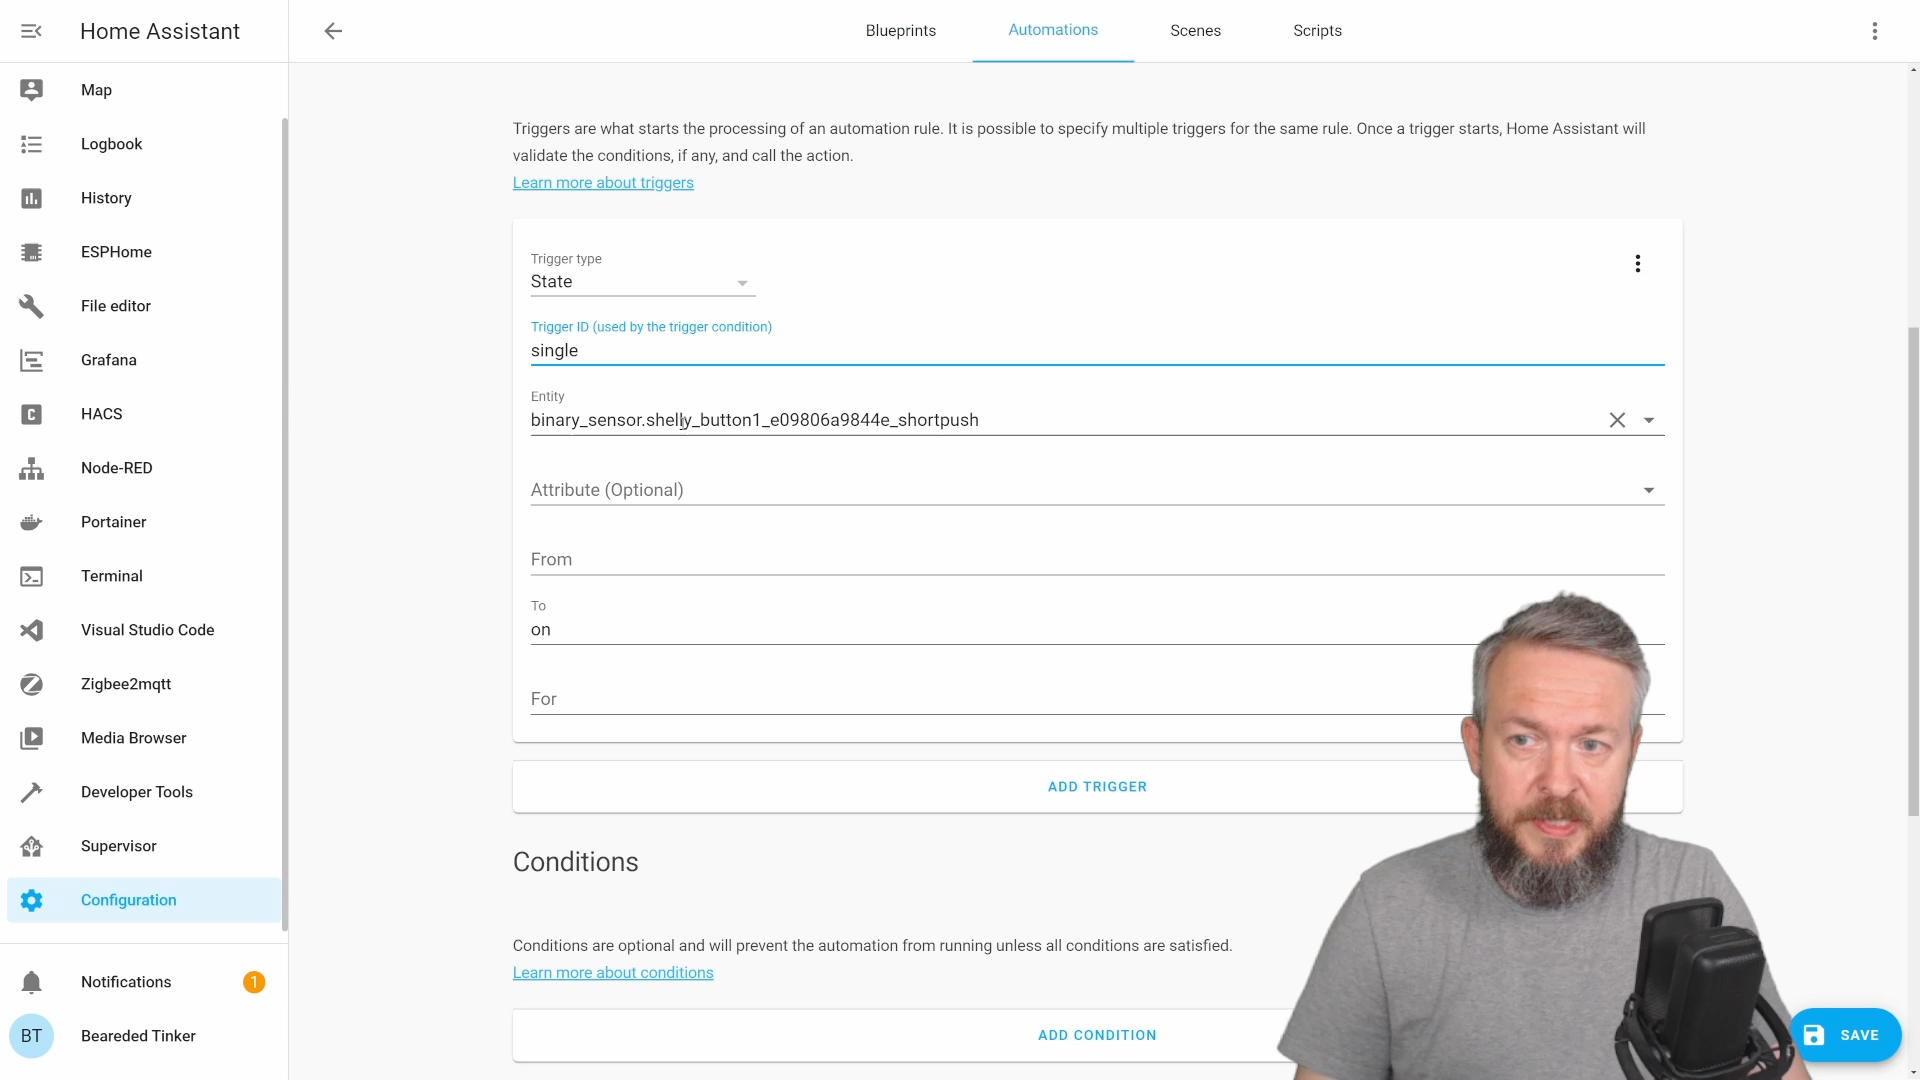 Home Assistant
Blueprints
Automations
Scenes
Scripts
Map
Logbook
History
ESPHome
File editor
Grafana
HACS
Node-RED
Portainer
Terminal
Visual Studio Code
Zigbee2mqtt
Media Browser
Developer Tools
Supervisor
Configuration
Notifications
1
BT
Bearded Tinker
Triggers are what starts the processing of an automation rule. It is possible to specify multiple triggers for the same rule. Once a trigger starts, Home Assistant will
validate the conditions, if any, and call the action.
Learn more about triggers
Trigger type
State
Trigger ID (used by the trigger condition)
single
Entity
binary_sensor.shelly_button1_e09806a9844e_shortpush
Attribute (Optional)
From
To
on
For
ADD TRIGGER
Conditions
Conditions are optional and will prevent the automation from running unless all conditions are satisfied.
Learn more about conditions
ADD CONDITION
SAVE